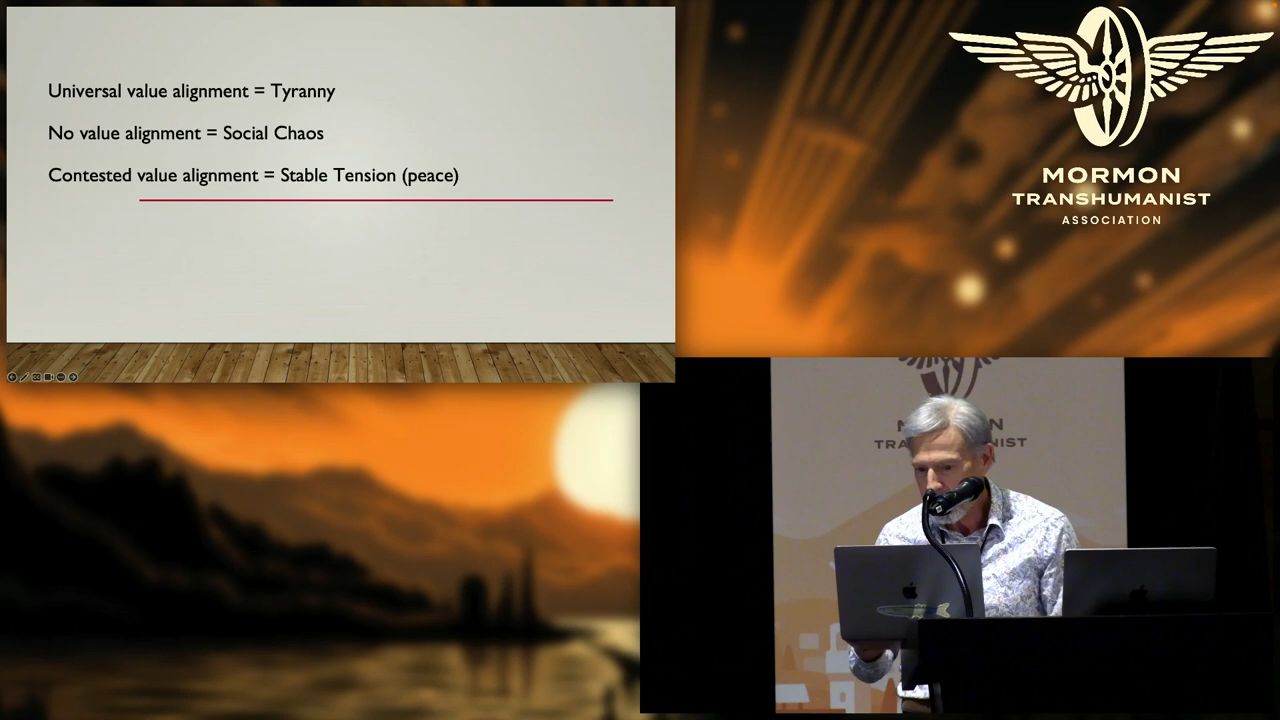 Universal value alignment = Tyranny
No value alignment = Social Chaos
Contested value alignment = Stable Tension (peace)
MORMON
TRANSHUMANIST
ASSOCIATION